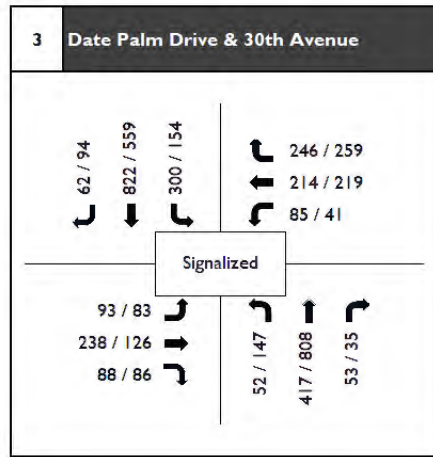 3 Date Palm Drive & 30th Avenue
62 / 94
822 / 559
300 / 154
246 / 259
214 / 219
85 / 41
Signalized
93 / 83
238 / 126
88 / 86
52 / 147
417 / 808
53 / 35